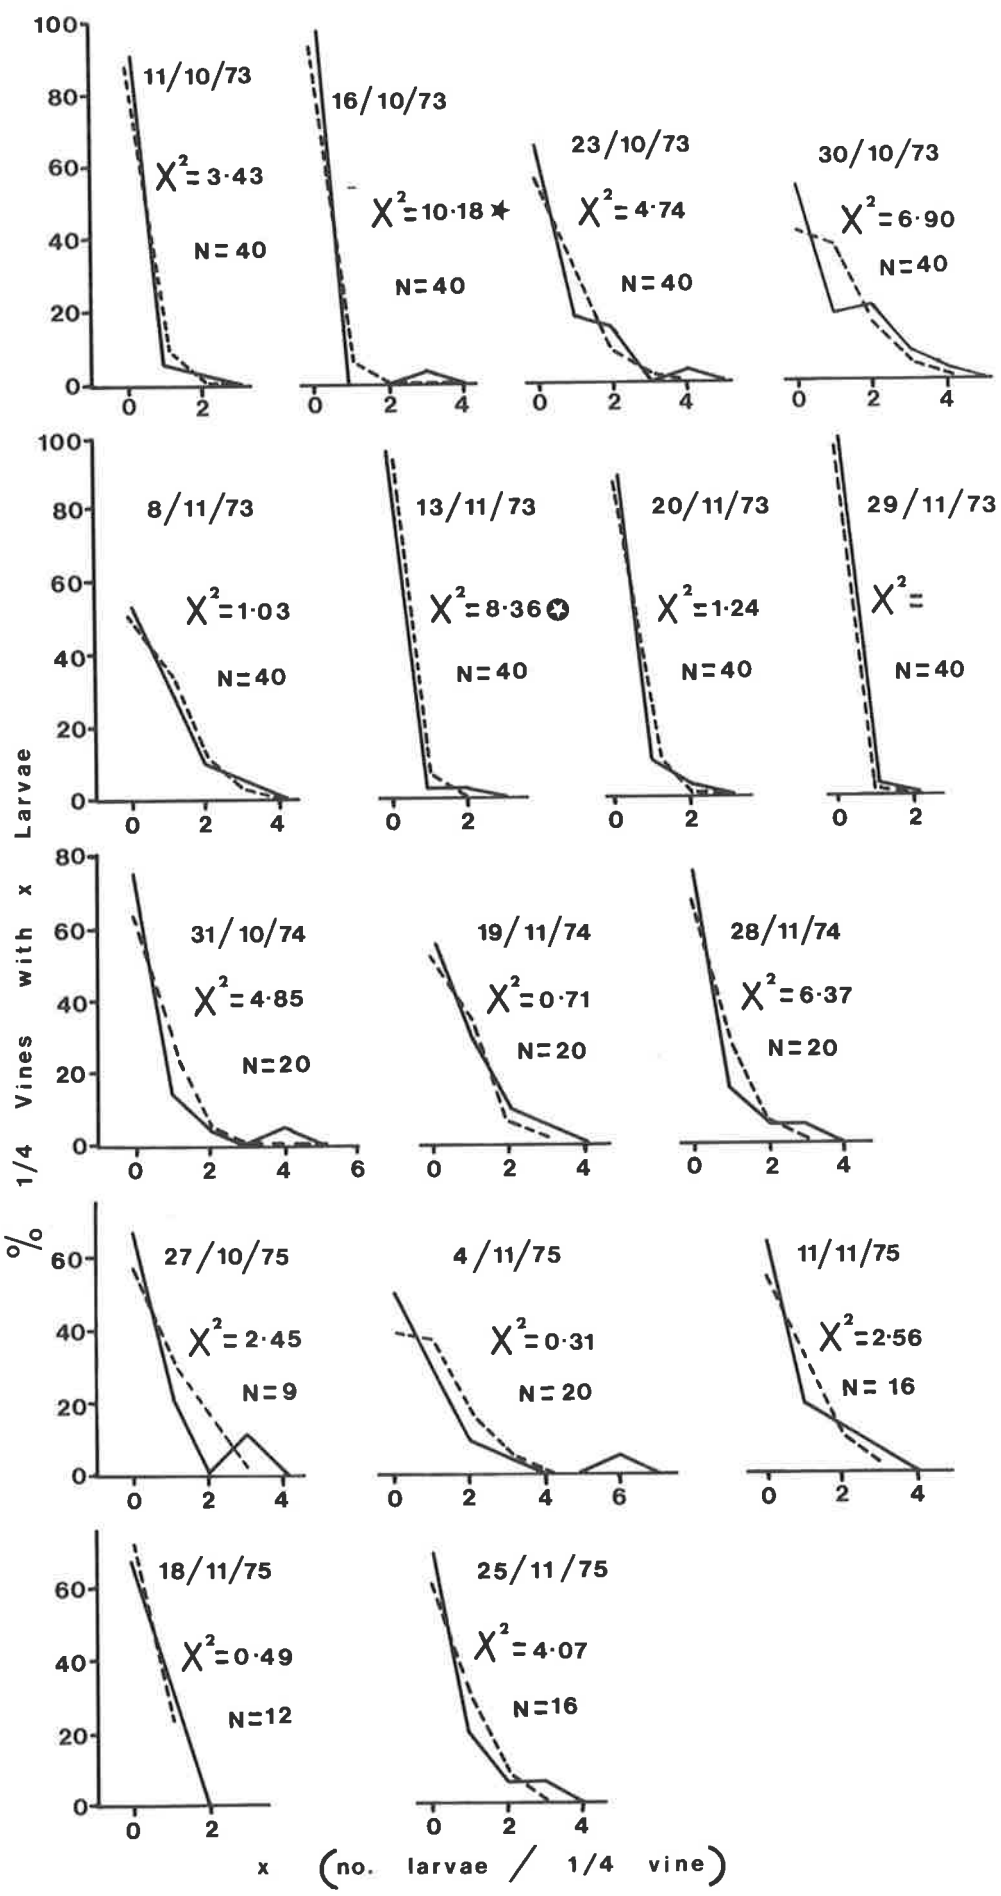 100
80
60
40
20
0
11/10/73
X²=3·43
N=40
0 2
16/10/73
X²=10·18★
N=40
0 2 4
23/10/73
X²=4·74
N=40
0 2 4
30/10/73
X²=6·90
N=40
0 2 4
100
80
60
40
20
0
8/11/73
X²=1·03
N=40
0 2 4
13/11/73
X²=8·36✪
N=40
0 2
20/11/73
X²=1·24
N=40
0 2
29/11/73
X²=
N=40
0 2
% 1/4 Vines with x Larvae
80
60
40
20
0
31/10/74
X²=4·85
N=20
0 2 4 6
19/11/74
X²=0·71
N=20
0 2 4
28/11/74
X²=6·37
N=20
0 2 4
60
40
20
0
27/10/75
X²=2·45
N=9
0 2 4
4/11/75
X²=0·31
N=20
0 2 4 6
11/11/75
X²=2·56
N=16
0 2 4
60
40
20
0
18/11/75
X²=0·49
N=12
0 2
25/11/75
X²=4·07
N=16
0 2 4
x (no. larvae / 1/4 vine)